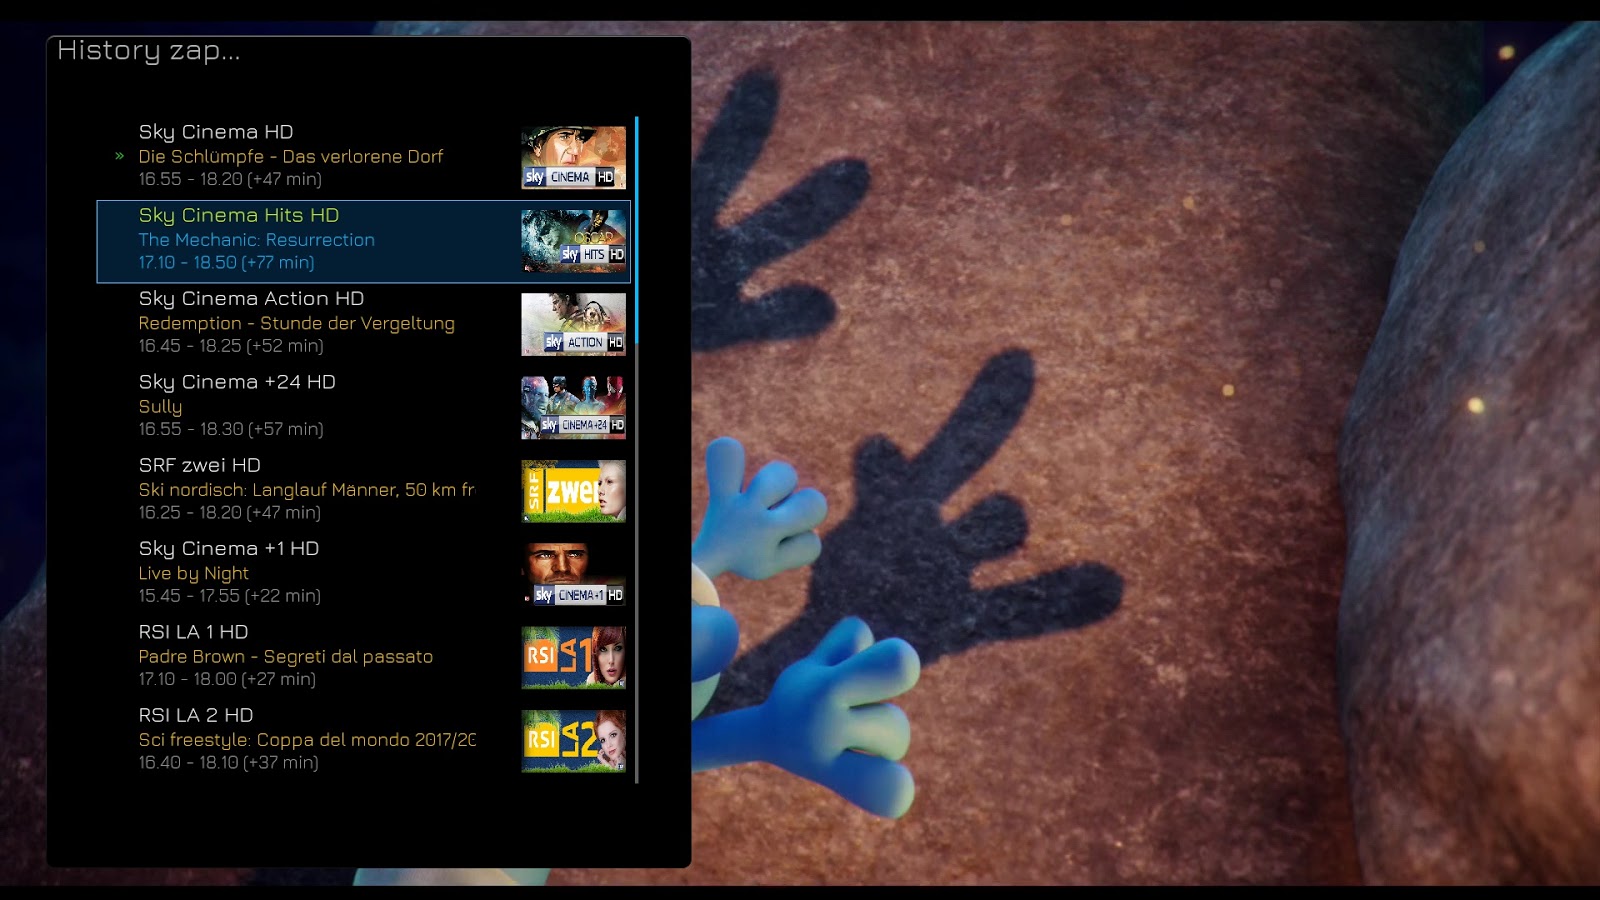 History zap...
Sky Cinema HD
» Die Schlümpfe - Das verlorene Dorf
16.55 - 18.20 (+47 min)
sky CINEMA HD
Sky Cinema Hits HD
The Mechanic: Resurrection
17.10 - 18.50 (+77 min)
OSCAR
sky HITS HD
Sky Cinema Action HD
Redemption - Stunde der Vergeltung
16.45 - 18.25 (+52 min)
sky ACTION HD
Sky Cinema +24 HD
Sully
16.55 - 18.30 (+57 min)
sky CINEMA+24 HD
SRF zwei HD
Ski nordisch: Langlauf Männer, 50 km fr
16.25 - 18.20 (+47 min)
SRF zwei
Sky Cinema +1 HD
Live by Night
15.45 - 17.55 (+22 min)
sky CINEMA+1 HD
RSI LA 1 HD
Padre Brown - Segreti dal passato
17.10 - 18.00 (+27 min)
RSI LA 1
RSI LA 2 HD
Sci freestyle: Coppa del mondo 2017/20
16.40 - 18.10 (+37 min)
RSI LA 2